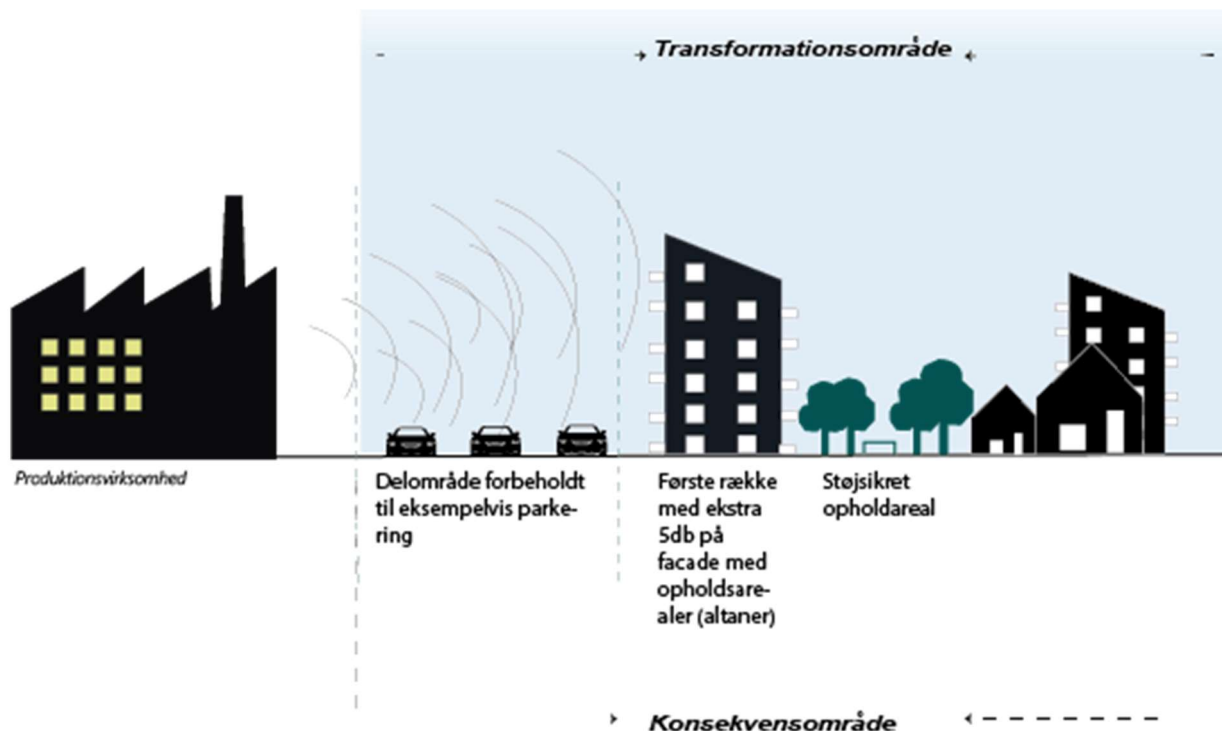 Transformationsområde
Produktionsvirksomhed
Delområde forbeholdt
til eksempelvis parke-
ring
Første række
med ekstra
5db på
facade med
opholdsare-
aler (altaner)
Støjsikret
opholdareal
Konsekvensområde